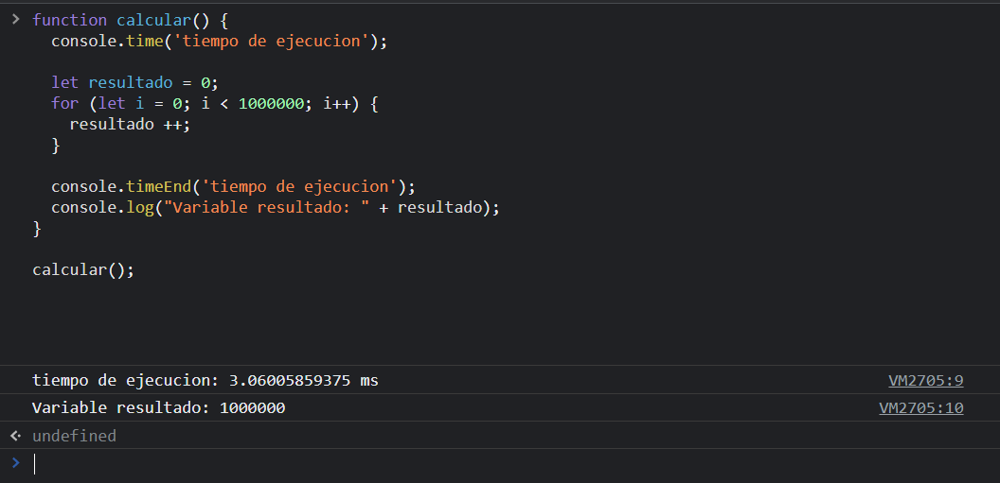 > function calcular() {
console.time('tiempo de ejecucion');
let resultado = 0;
for (let i = 0; i < 1000000; i++) {
resultado ++;
}
console.timeEnd('tiempo de ejecucion');
console.log("Variable resultado: " + resultado);
}
calcular();
tiempo de ejecucion: 3.06005859375 ms VM2705:9
Variable resultado: 1000000 VM2705:10
undefined
>